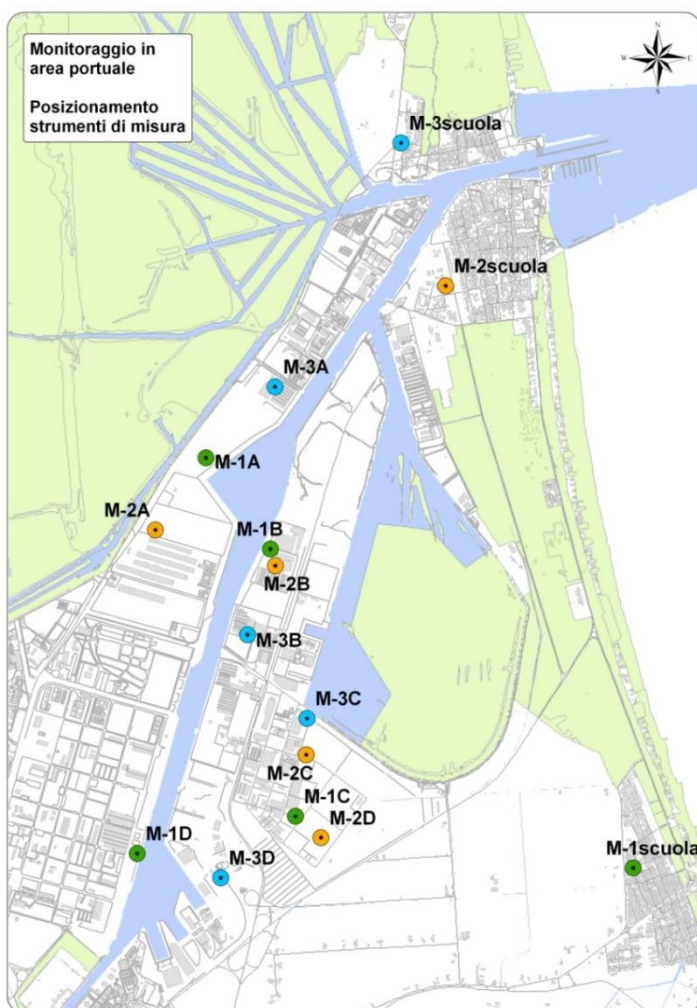 Monitoraggio in
area portuale
Posizionamento
strumenti di misura
N
W E
S
M-3scuola
M-2scuola
M-3A
M-1A
M-2A
M-1B
M-2B
M-3B
M-3C
M-2C
M-1C
M-2D
M-1D
M-3D
M-1scuola